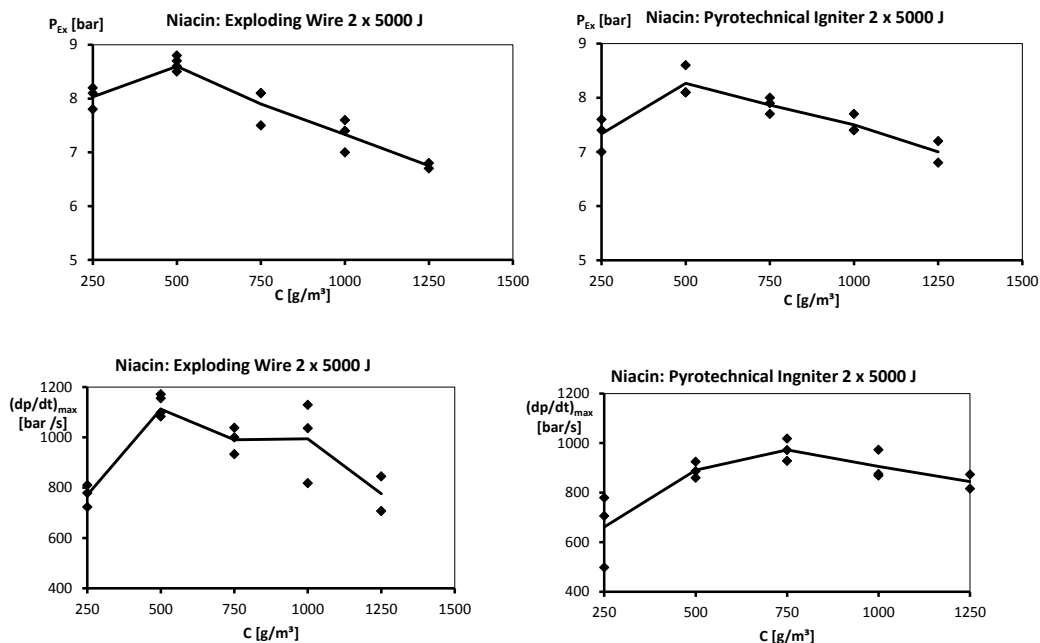 Niacin: Exploding Wire 2 x 5000 J
P_Ex [bar]
9
8
7
6
5
250 500 750 1000 1250 1500
C [g/m³]
Niacin: Pyrotechnical Igniter 2 x 5000 J
P_Ex [bar]
9
8
7
6
5
250 500 750 1000 1250 1500
C [g/m³]
Niacin: Exploding Wire 2 x 5000 J
(dp/dt)max
[bar /s]
1200
1000
800
600
400
250 500 750 1000 1250 1500
C [g/m³]
Niacin: Pyrotechnical Ingniter 2 x 5000 J
(dp/dt)max
[bar/s]
1200
1000
800
600
400
250 500 750 1000 1250
C [g/m³]